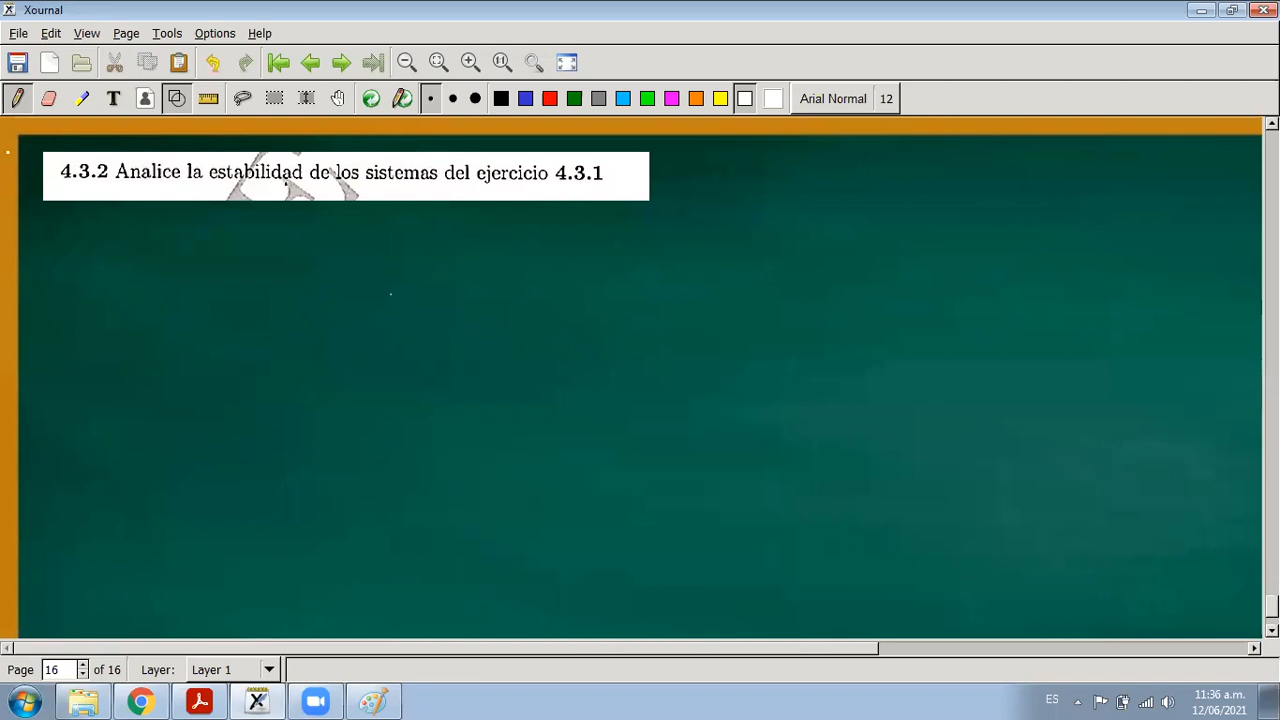 Xournal
File Edit View Page Tools Options Help
Arial Normal 12
4.3.2 Analice la estabilidad de los sistemas del ejercicio 4.3.1
Page 16 of 16 Layer: Layer 1
ES 11:36 a.m.
12/06/2021